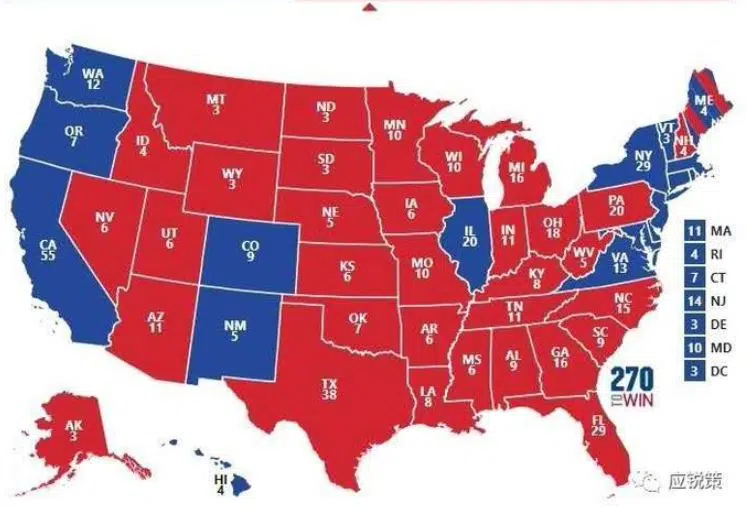 WA
12
OR
7
CA
55
NV
6
ID
4
MT
3
WY
3
UT
6
AZ
11
CO
9
NM
5
ND
3
SD
3
NE
5
KS
6
OK
7
TX
38
MN
10
IA
6
MO
10
AR
6
LA
8
WI
10
IL
20
MI
16
IN
11
OH
18
KY
8
TN
11
MS
6
AL
9
GA
16
FL
29
SC
9
NC
15
VA
13
WV
5
PA
20
NY
29
VT
3
NH
4
ME
4
AK
3
HI
4
11 MA
4 RI
7 CT
14 NJ
3 DE
10 MD
3 DC
270
TO WIN
应锐策